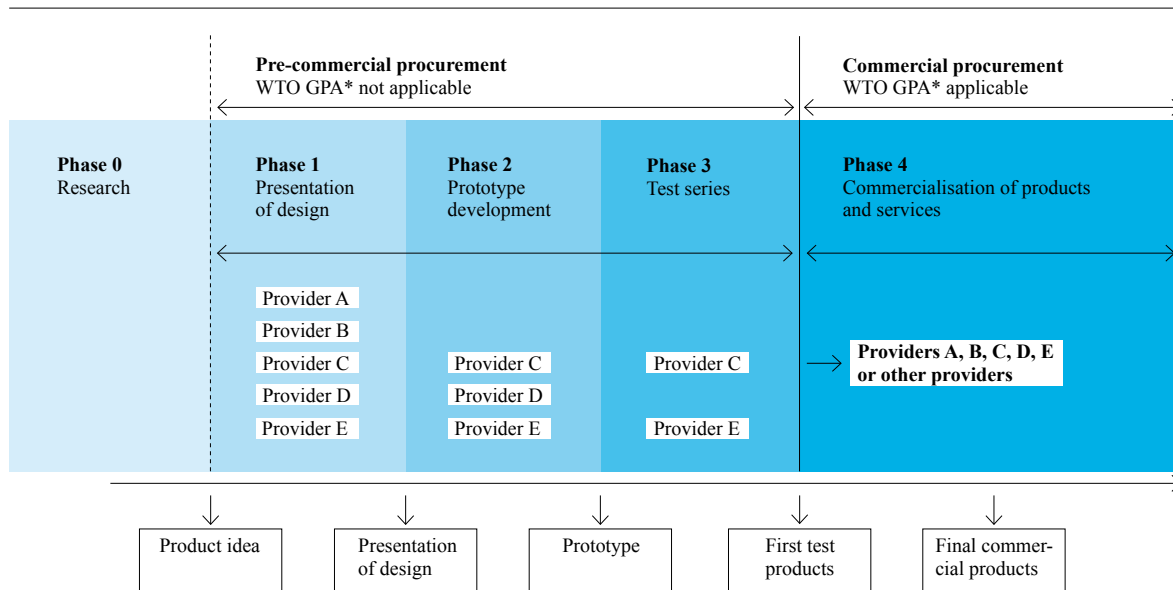 Pre-commercial procurement
WTO GPA* not applicable
Commercial procurement
WTO GPA* applicable
Phase 0
Research
Phase 1
Presentation
of design
Phase 2
Prototype
development
Phase 3
Test series
Phase 4
Commercialisation of products
and services
Provider A
Provider B
Provider C
Provider D
Provider E
Provider C
Provider D
Provider E
Provider C
Provider E
Providers A, B, C, D, E
or other providers
Product idea
Presentation
of design
Prototype
First test
products
Final commer-
cial products